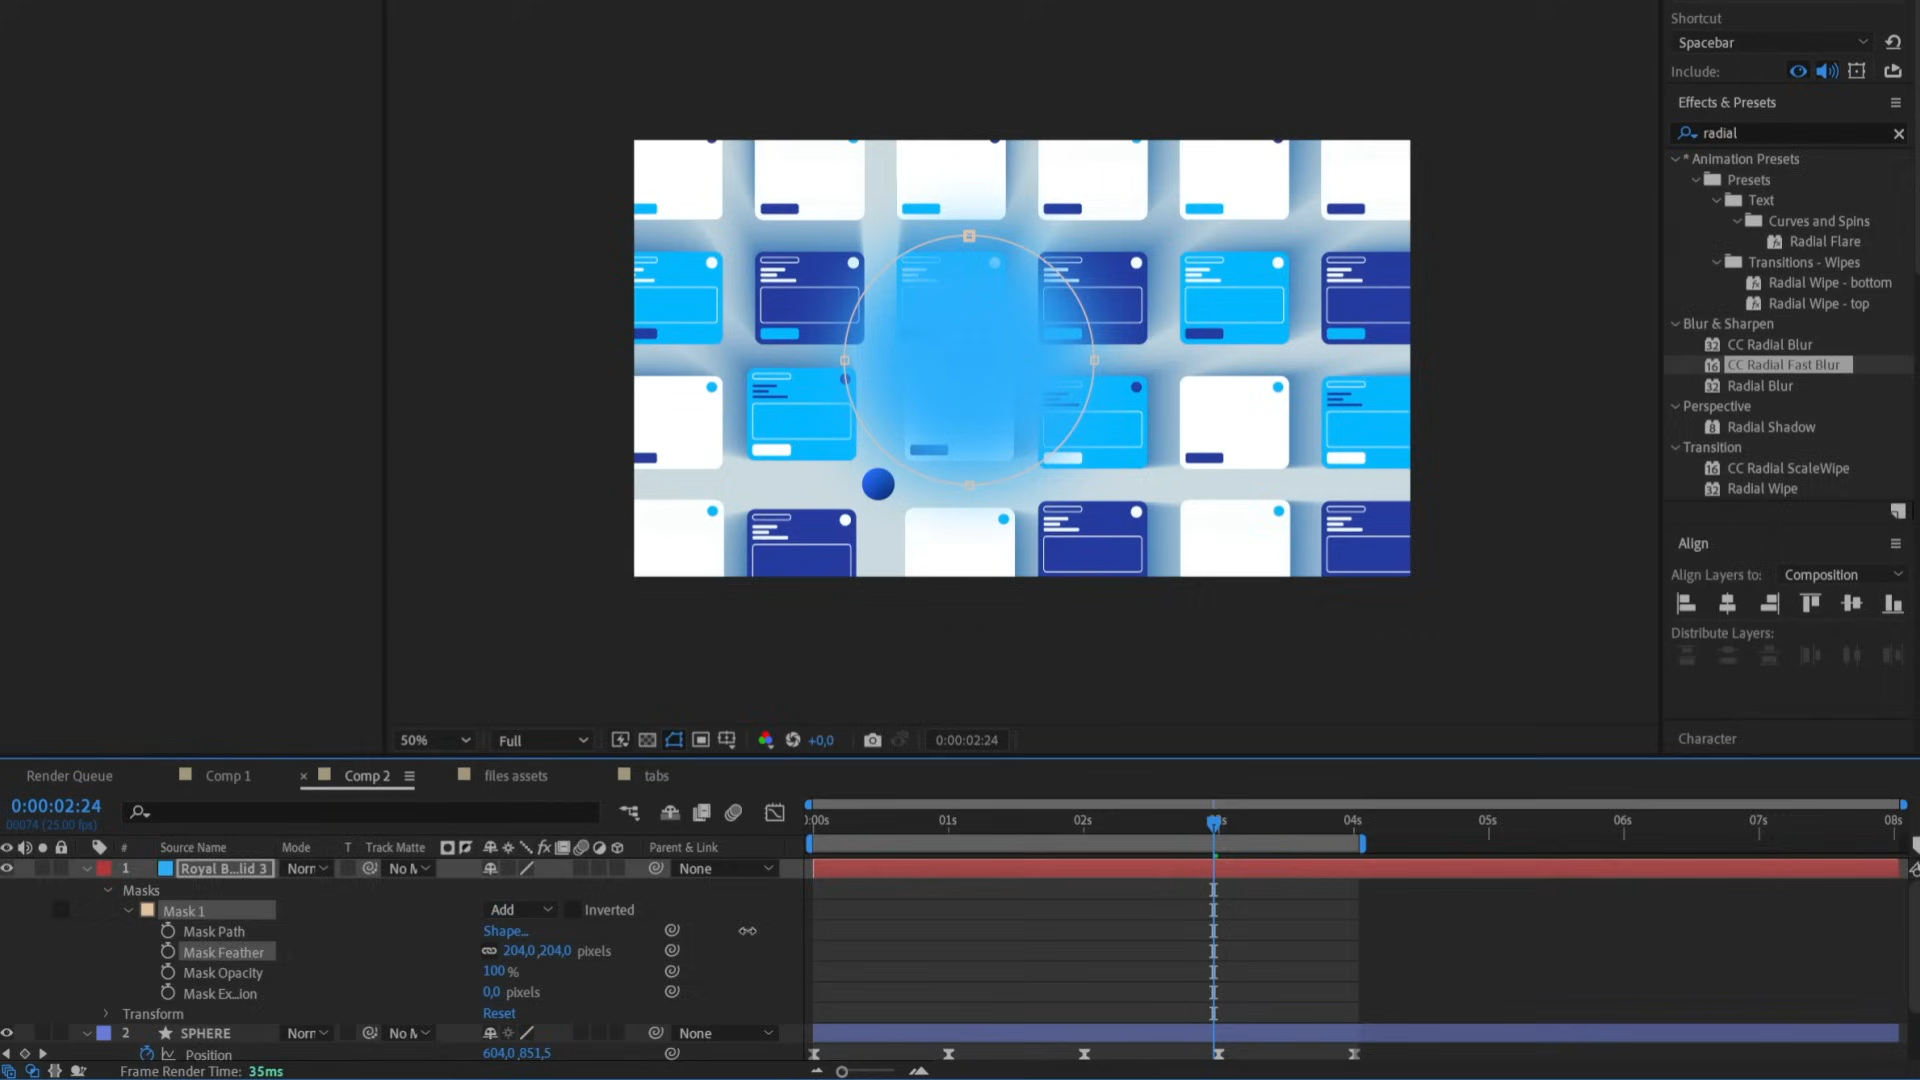 Shortcut
Spacebar
Include:
Effects & Presets
radial
* Animation Presets
Presets
Text
Curves and Spins
Radial Flare
Transitions - Wipes
Radial Wipe - bottom
Radial Wipe - top
Blur & Sharpen
32 CC Radial Blur
16 CC Radial Fast Blur
32 Radial Blur
Perspective
8 Radial Shadow
Transition
16 CC Radial ScaleWipe
32 Radial Wipe
Align
Align Layers to: Composition
Distribute Layers:
Character
50% Full +0,0 0:00:02:24
Render Queue Comp 1 × Comp 2 files assets tabs
0:00:02:24
00074 (25.00 fps)
):00s 01s 02s 04s 05s 06s 07s 08s
# Source Name Mode T Track Matte fx Parent & Link
1 Royal B...lid 3 Norr No M None
Masks
Mask 1 Add Inverted
Mask Path Shape...
Mask Feather 204,0,204,0 pixels
Mask Opacity 100 %
Mask Ex...ion 0,0 pixels
Transform Reset
2 SPHERE Norr No M None
Position 604,0,851,5
Frame Render Time: 35ms